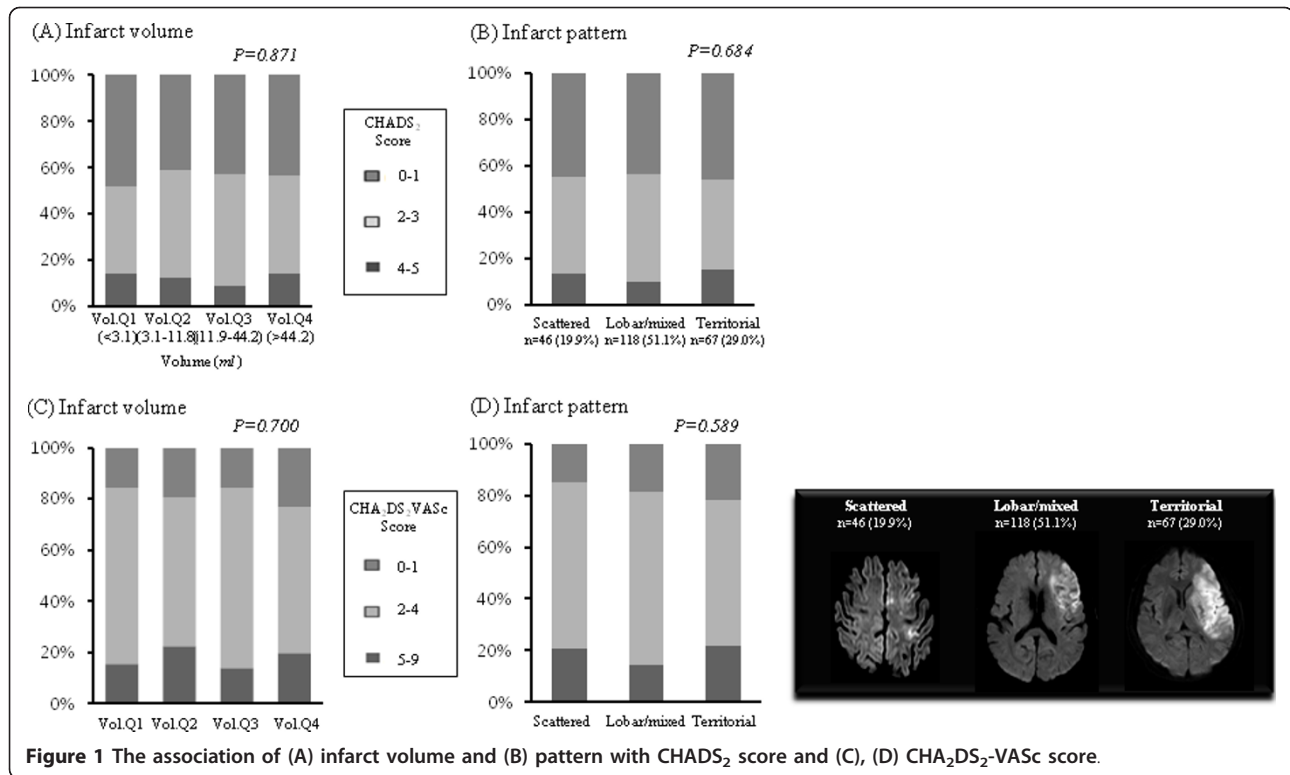 (A) Infarct volume
P=0.871
100%
80%
60%
40%
20%
0%
Vol.Q1 Vol.Q2 Vol.Q3 Vol.Q4
(<3.1) (3.1-11.8) (11.9-44.2) (>44.2)
Volume (ml)
CHADS₂
Score
0-1
2-3
4-5
(B) Infarct pattern
P=0.684
100%
80%
60%
40%
20%
0%
Scattered Lobar/mixed Territorial
n=46 (19.9%) n=118 (51.1%) n=67 (29.0%)
(C) Infarct volume
P=0.700
100%
80%
60%
40%
20%
0%
Vol.Q1 Vol.Q2 Vol.Q3 Vol.Q4
CHA₂DS₂VASc
Score
0-1
2-4
5-9
(D) Infarct pattern
P=0.589
100%
80%
60%
40%
20%
0%
Scattered Lobar/mixed Territorial
Scattered Lobar/mixed Territorial
n=46 (19.9%) n=118 (51.1%) n=67 (29.0%)
Figure 1 The association of (A) infarct volume and (B) pattern with CHADS₂ score and (C), (D) CHA₂DS₂-VASc score.